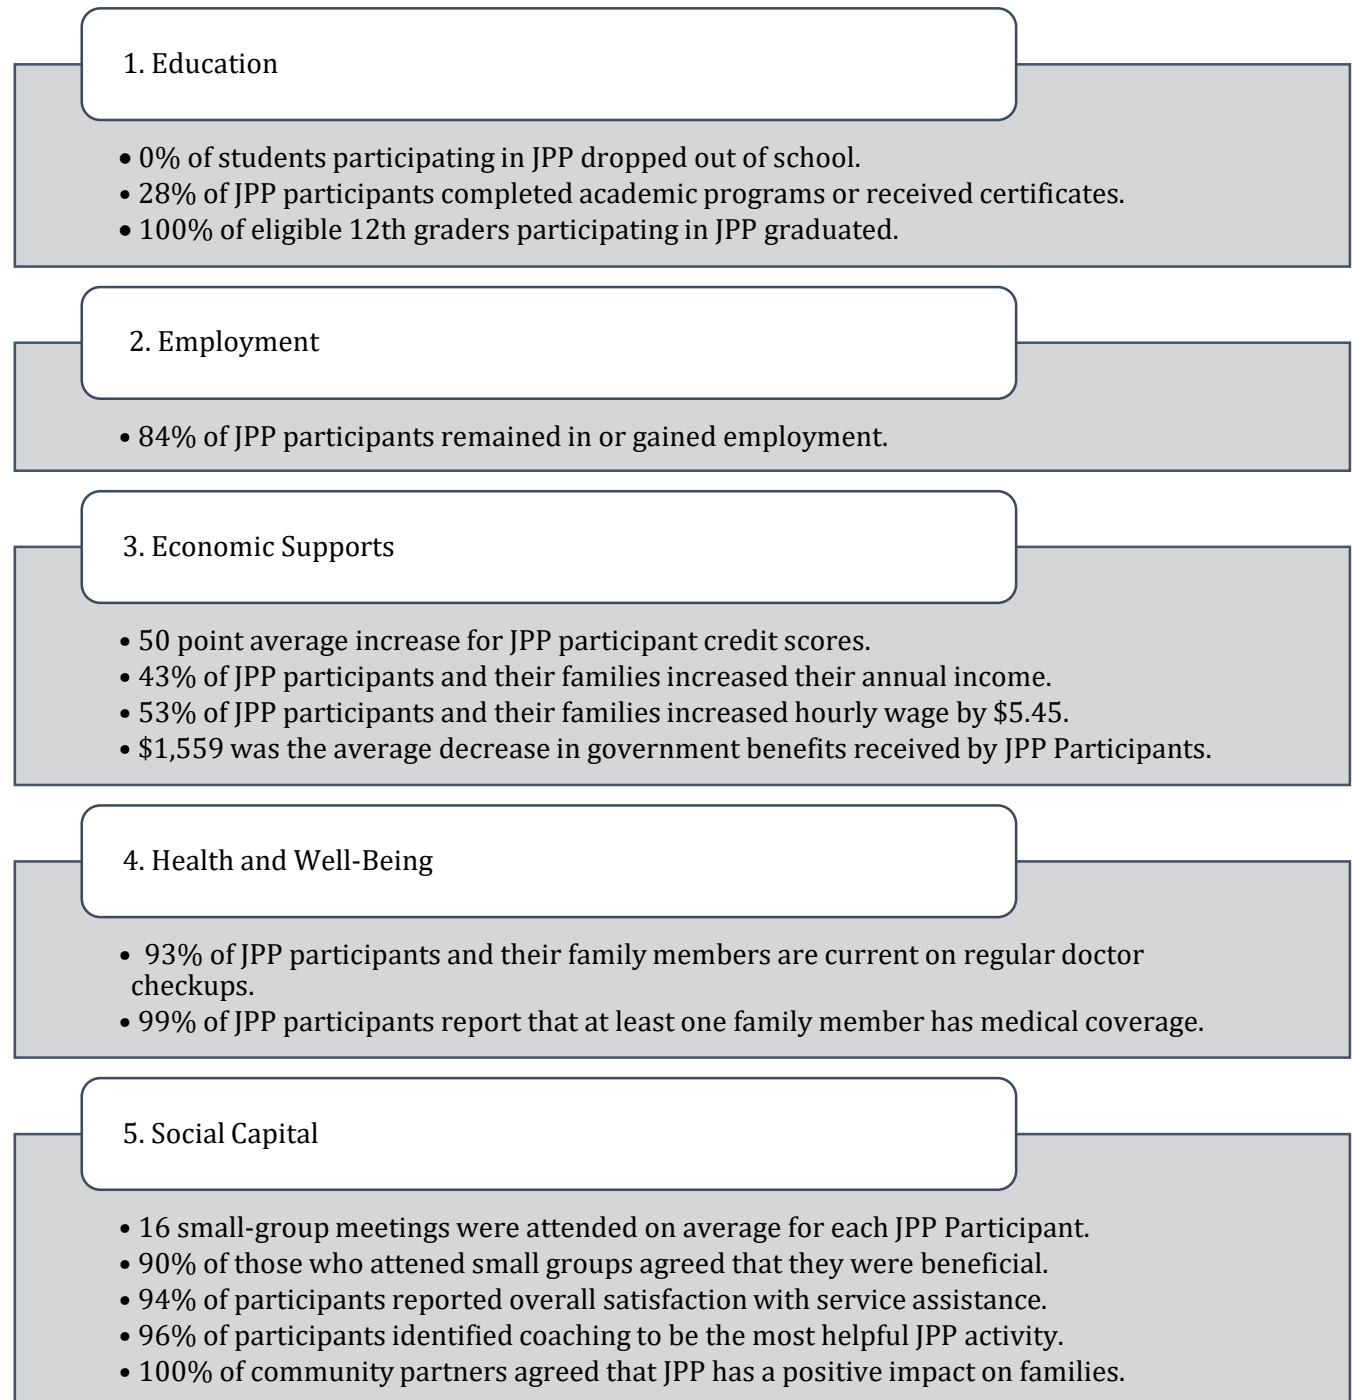 1. Education
• 0% of students participating in JPP dropped out of school.
• 28% of JPP participants completed academic programs or received certificates.
• 100% of eligible 12th graders participating in JPP graduated.
2. Employment
• 84% of JPP participants remained in or gained employment.
3. Economic Supports
• 50 point average increase for JPP participant credit scores.
• 43% of JPP participants and their families increased their annual income.
• 53% of JPP participants and their families increased hourly wage by $5.45.
• $1,559 was the average decrease in government benefits received by JPP Participants.
4. Health and Well-Being
• 93% of JPP participants and their family members are current on regular doctor
checkups.
• 99% of JPP participants report that at least one family member has medical coverage.
5. Social Capital
• 16 small-group meetings were attended on average for each JPP Participant.
• 90% of those who attened small groups agreed that they were beneficial.
• 94% of participants reported overall satisfaction with service assistance.
• 96% of participants identified coaching to be the most helpful JPP activity.
• 100% of community partners agreed that JPP has a positive impact on families.